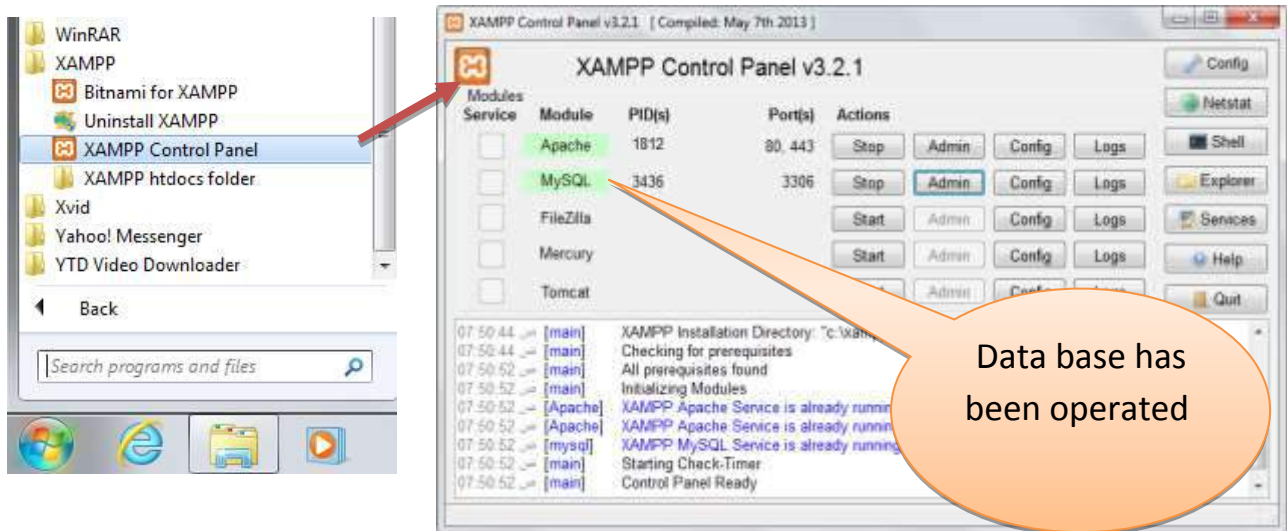 WinRAR
XAMPP
Bitnami for XAMPP
Uninstall XAMPP
XAMPP Control Panel
XAMPP htdocs folder
Xvid
Yahoo! Messenger
YTD Video Downloader
Back
Search programs and files
XAMPP Control Panel v3.2.1 [ Compiled: May 7th 2013 ]
XAMPP Control Panel v3.2.1
Config
Modules
Service Module PID(s) Port(s) Actions
Netstat
Apache 1812 80, 443 Stop Admin Config Logs
Shell
MySQL 3436 3306 Stop Admin Config Logs
Explorer
FileZilla Start Admin Config Logs
Services
Mercury Start Admin Config Logs
Help
Tomcat Admin
Quit
07:50:44 [main] XAMPP Installation Directory: "c:\xamp
07:50:44 [main] Checking for prerequisites
07:50:52 [main] All prerequisites found
07:50:52 [main] Initializing Modules
07:50:52 [Apache] XAMPP Apache Service is already runnin
07:50:52 [Apache] XAMPP Apache Service is already runnin
07:50:52 [mysql] XAMPP MySQL Service is already running
07:50:52 [main] Starting Check-Timer
07:50:52 [main] Control Panel Ready
Data base has
been operated